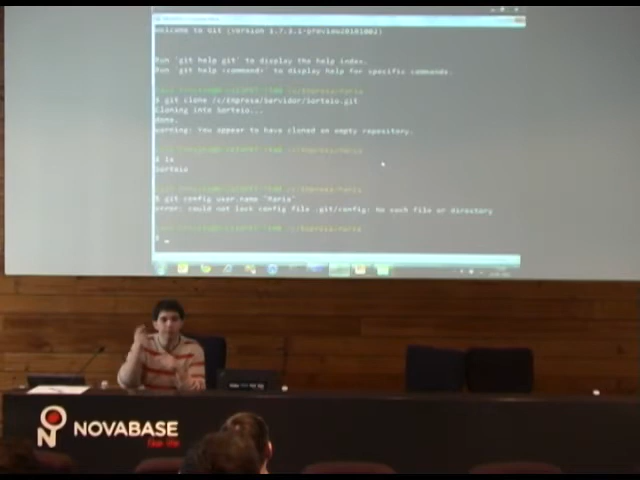 Welcome to Git (version 1.7.3.1-preview20101002)
Run 'git help git' to display the help index.
Run 'git help <command>' to display help for specific commands.
$ git clone /c/Empresa/Servidor/Sorteio.git
Cloning into Sorteio...
done.
warning: You appear to have cloned an empty repository.
$ ls
Sorteio
$ git config user.name "Maria"
error: could not lock config file .git/config: No such file or directory
$
NOVABASE